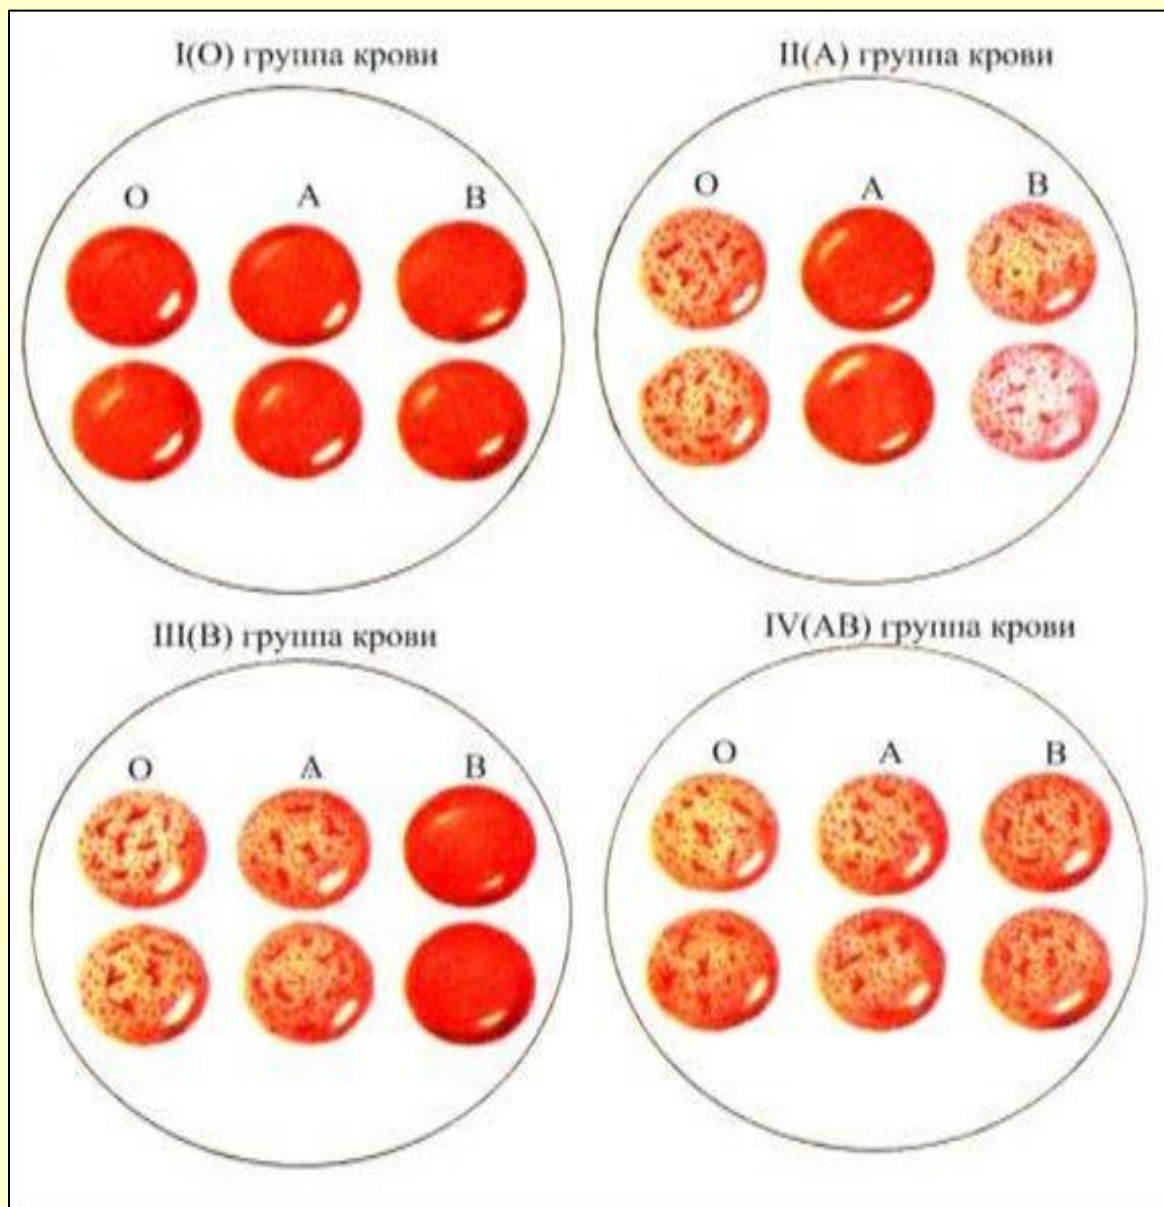 I(O) группа крови
O A B
II(A) группа крови
O A B
III(B) группа крови
O A B
IV(AB) группа крови
O A B